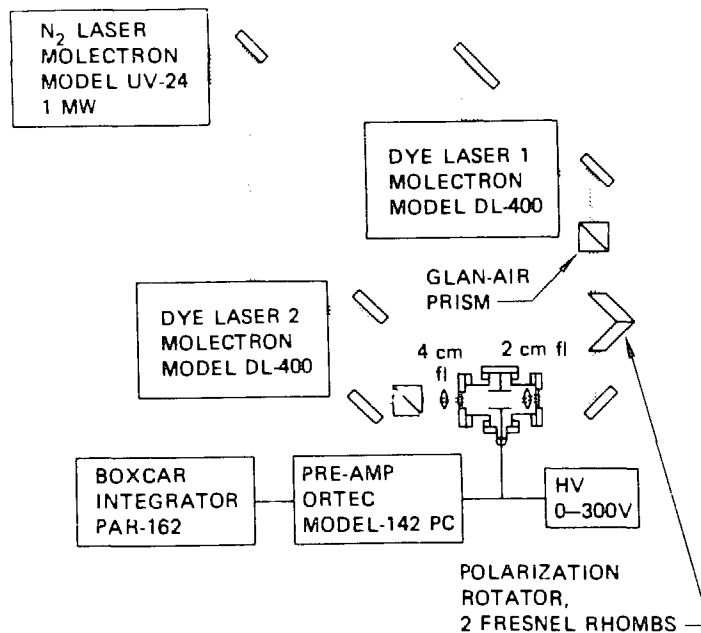 N₂ LASER
MOLECTRON
MODEL UV-24
1 MW
DYE LASER 1
MOLECTRON
MODEL DL-400
GLAN-AIR
PRISM
DYE LASER 2
MOLECTRON
MODEL DL-400
4 cm
fl
2 cm fl
BOXCAR
INTEGRATOR
PAR-162
PRE-AMP
ORTEC
MODEL-142 PC
HV
0–300V
POLARIZATION
ROTATOR,
2 FRESNEL RHOMBS